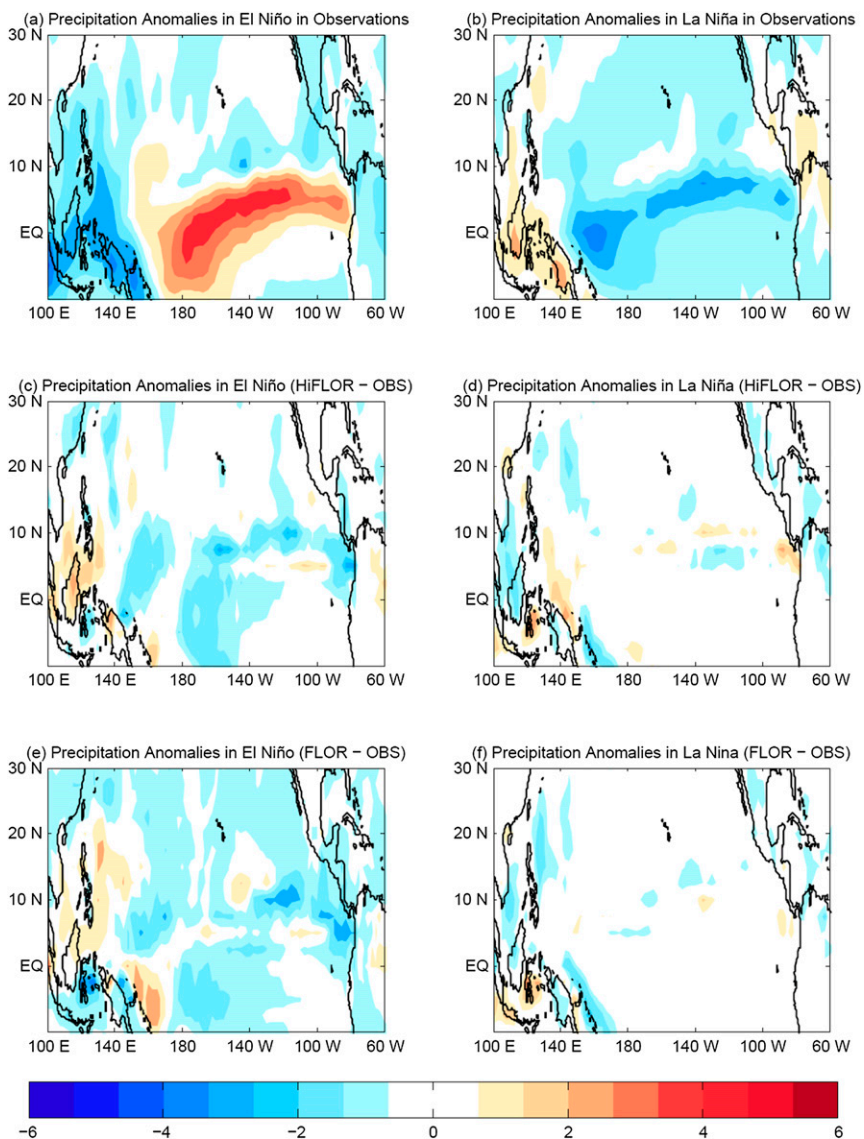 (a) Precipitation Anomalies in El Niño in Observations
30 N
20 N
10 N
EQ
100 E 140 E 180 140 W 100 W 60 W
(b) Precipitation Anomalies in La Niña in Observations
30 N
20 N
10 N
EQ
100 E 140 E 180 140 W 100 W 60 W
(c) Precipitation Anomalies in El Niño (HiFLOR − OBS)
30 N
20 N
10 N
EQ
100 E 140 E 180 140 W 100 W 60 W
(d) Precipitation Anomalies in La Niña (HiFLOR − OBS)
30 N
20 N
10 N
EQ
100 E 140 E 180 140 W 100 W 60 W
(e) Precipitation Anomalies in El Niño (FLOR − OBS)
30 N
20 N
10 N
EQ
100 E 140 E 180 140 W 100 W 60 W
(f) Precipitation Anomalies in La Nina (FLOR − OBS)
30 N
20 N
10 N
EQ
100 E 140 E 180 140 W 100 W 60 W
−6 −4 −2 0 2 4 6